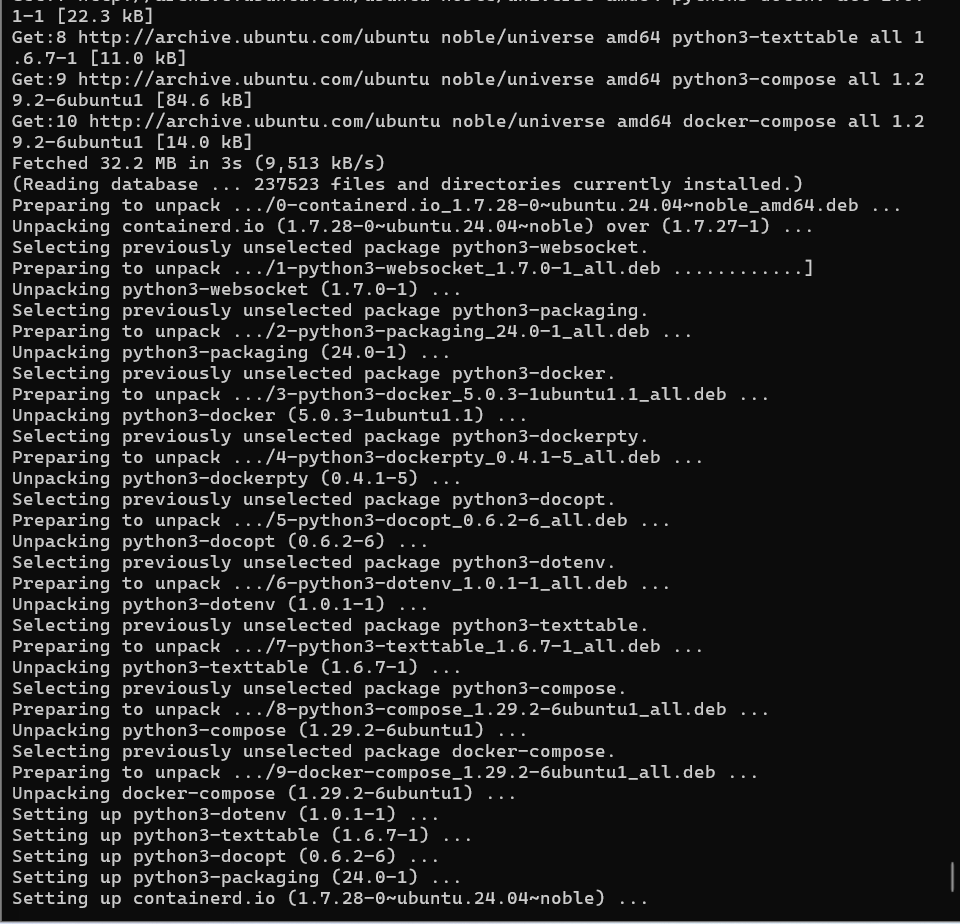 1-1 [22.3 kB]
Get:8 http://archive.ubuntu.com/ubuntu noble/universe amd64 python3-texttable all 1
.6.7-1 [11.0 kB]
Get:9 http://archive.ubuntu.com/ubuntu noble/universe amd64 python3-compose all 1.2
9.2-6ubuntu1 [84.6 kB]
Get:10 http://archive.ubuntu.com/ubuntu noble/universe amd64 docker-compose all 1.2
9.2-6ubuntu1 [14.0 kB]
Fetched 32.2 MB in 3s (9,513 kB/s)
(Reading database ... 237523 files and directories currently installed.)
Preparing to unpack .../0-containerd.io_1.7.28-0~ubuntu.24.04~noble_amd64.deb ...
Unpacking containerd.io (1.7.28-0~ubuntu.24.04~noble) over (1.7.27-1) ...
Selecting previously unselected package python3-websocket.
Preparing to unpack .../1-python3-websocket_1.7.0-1_all.deb ............]
Unpacking python3-websocket (1.7.0-1) ...
Selecting previously unselected package python3-packaging.
Preparing to unpack .../2-python3-packaging_24.0-1_all.deb ...
Unpacking python3-packaging (24.0-1) ...
Selecting previously unselected package python3-docker.
Preparing to unpack .../3-python3-docker_5.0.3-1ubuntu1.1_all.deb ...
Unpacking python3-docker (5.0.3-1ubuntu1.1) ...
Selecting previously unselected package python3-dockerpty.
Preparing to unpack .../4-python3-dockerpty_0.4.1-5_all.deb ...
Unpacking python3-dockerpty (0.4.1-5) ...
Selecting previously unselected package python3-docopt.
Preparing to unpack .../5-python3-docopt_0.6.2-6_all.deb ...
Unpacking python3-docopt (0.6.2-6) ...
Selecting previously unselected package python3-dotenv.
Preparing to unpack .../6-python3-dotenv_1.0.1-1_all.deb ...
Unpacking python3-dotenv (1.0.1-1) ...
Selecting previously unselected package python3-texttable.
Preparing to unpack .../7-python3-texttable_1.6.7-1_all.deb ...
Unpacking python3-texttable (1.6.7-1) ...
Selecting previously unselected package python3-compose.
Preparing to unpack .../8-python3-compose_1.29.2-6ubuntu1_all.deb ...
Unpacking python3-compose (1.29.2-6ubuntu1) ...
Selecting previously unselected package docker-compose.
Preparing to unpack .../9-docker-compose_1.29.2-6ubuntu1_all.deb ...
Unpacking docker-compose (1.29.2-6ubuntu1) ...
Setting up python3-dotenv (1.0.1-1) ...
Setting up python3-texttable (1.6.7-1) ...
Setting up python3-docopt (0.6.2-6) ...
Setting up python3-packaging (24.0-1) ...
Setting up containerd.io (1.7.28-0~ubuntu.24.04~noble) ...